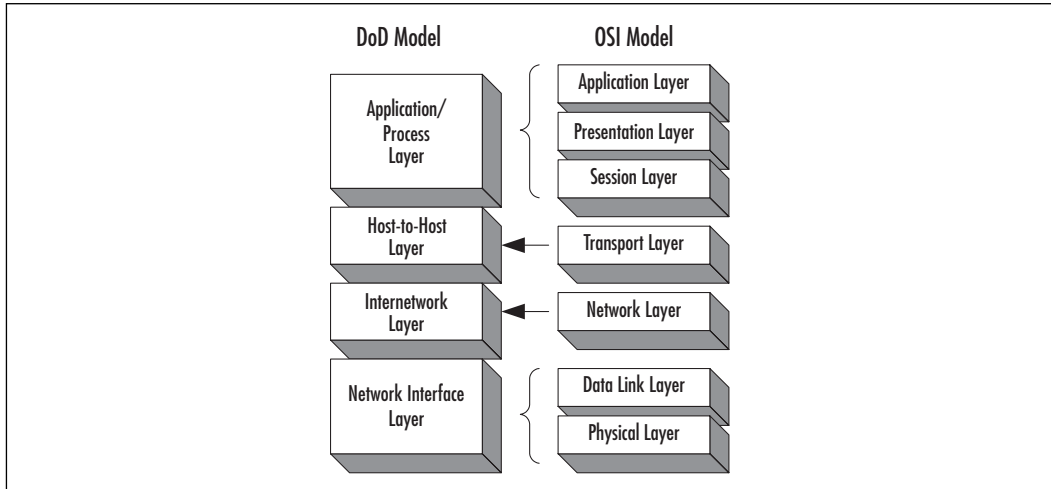 DoD Model
OSI Model
Application/
Process
Layer
Host-to-Host
Layer
Internetwork
Layer
Network Interface
Layer
Application Layer
Presentation Layer
Session Layer
Transport Layer
Network Layer
Data Link Layer
Physical Layer